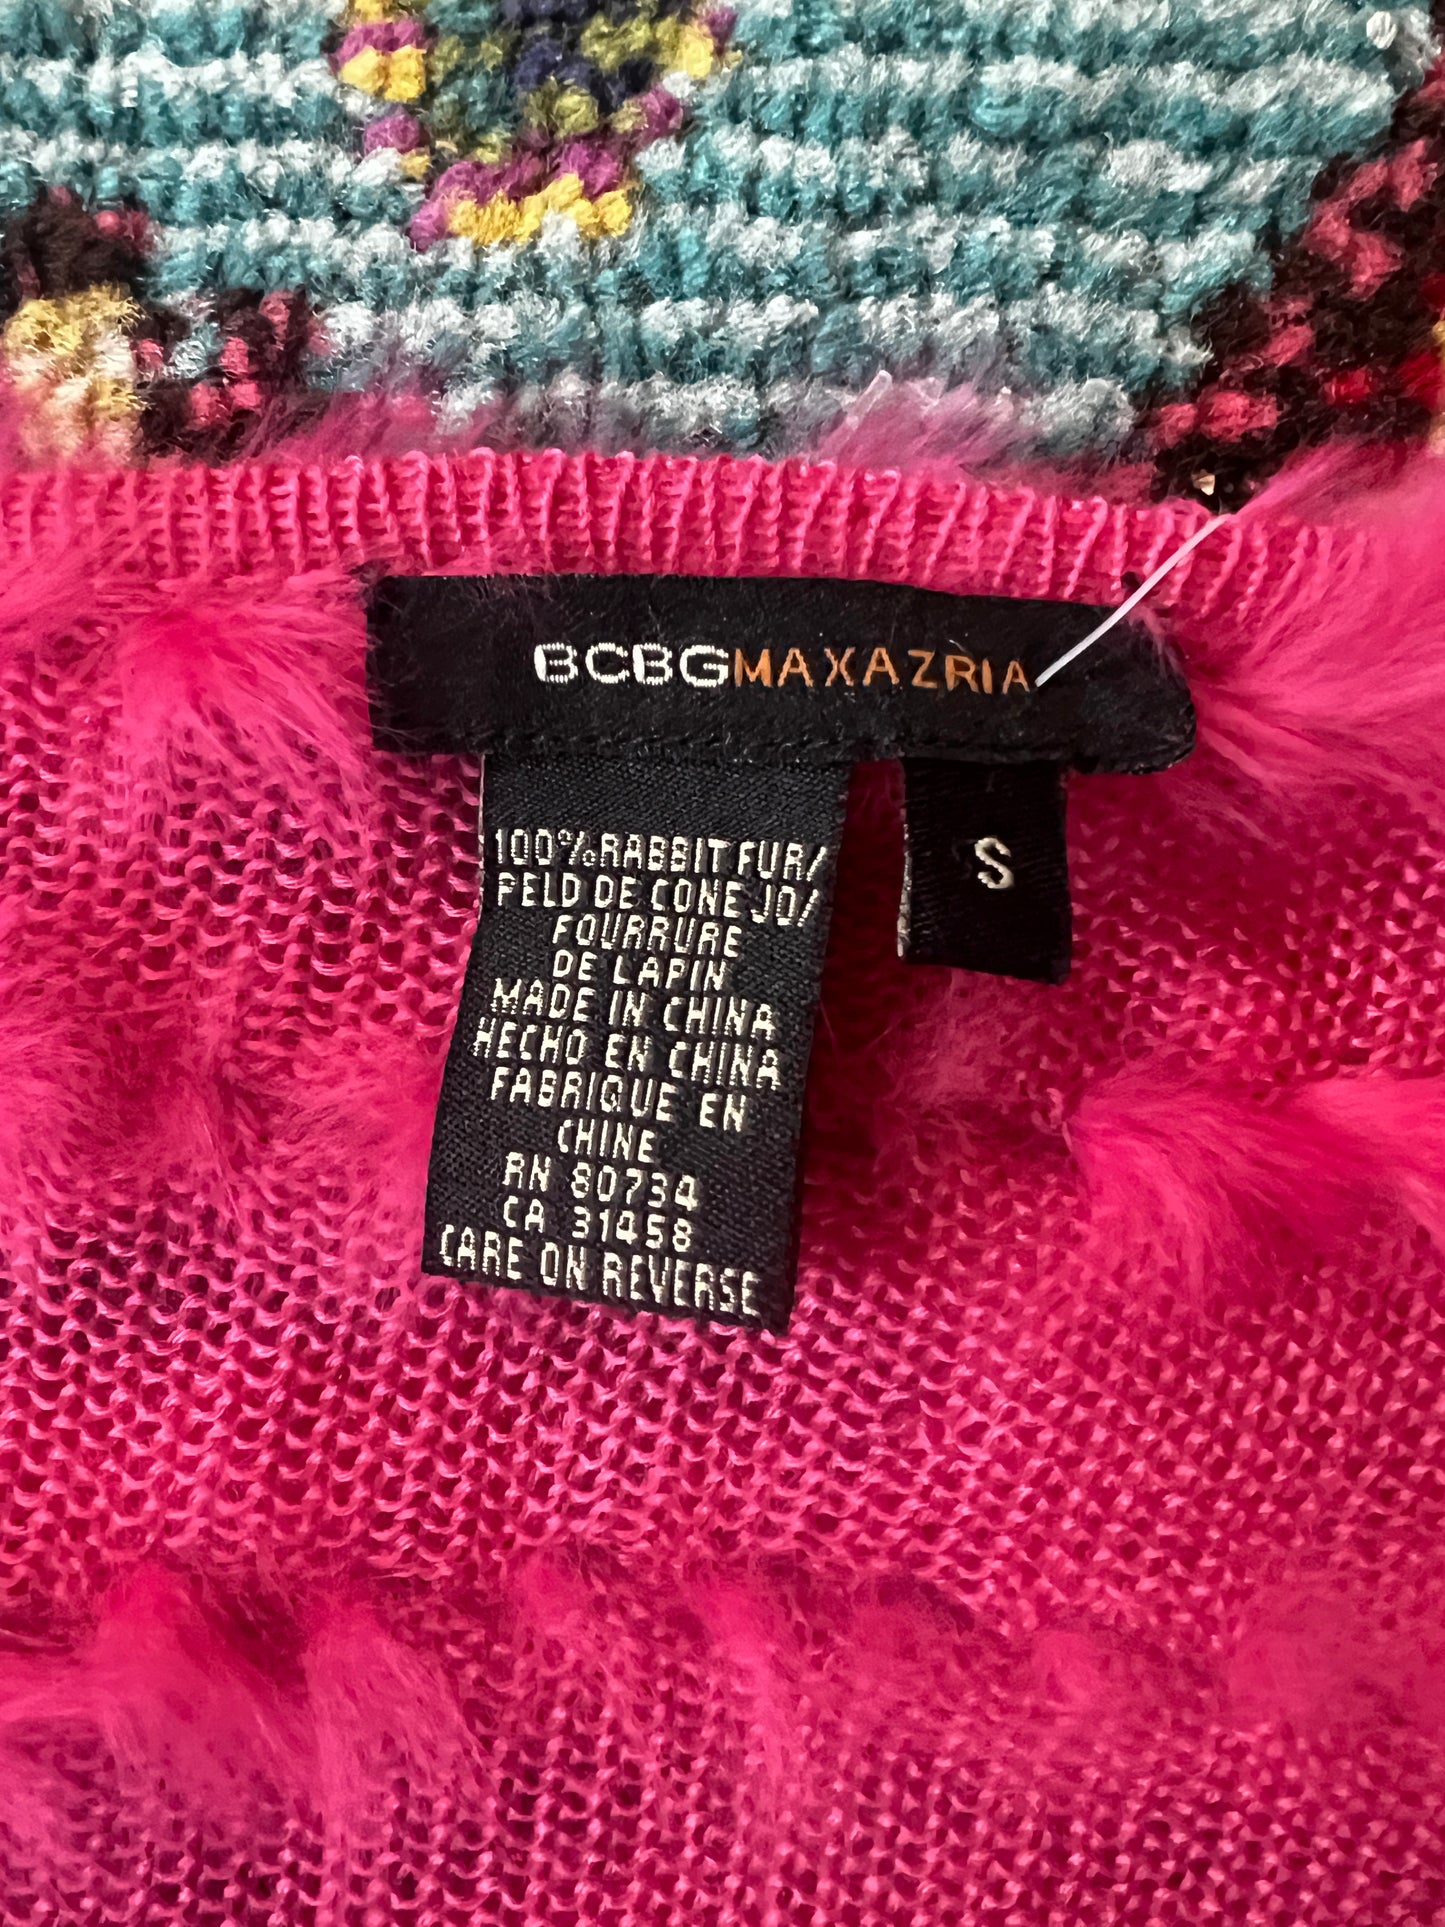 BCBGMAXAZRIA
S
100% RABBIT FUR/
PELO DE CONEJO/
FOURRURE
DE LAPIN
MADE IN CHINA
HECHO EN CHINA
FABRIQUE EN
CHINE
RN 80734
CA 31458
CARE ON REVERSE